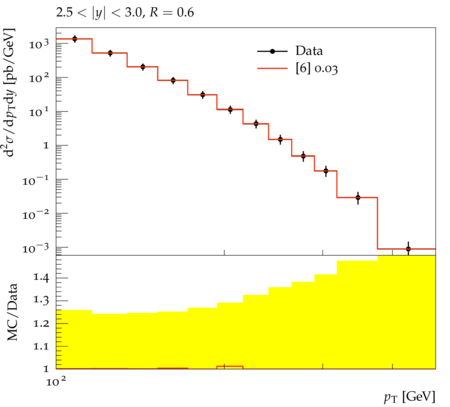 2.5 < |y| < 3.0, R = 0.6
d²σ/dp_T dy [pb/GeV]
10³
10²
10¹
1
10⁻¹
10⁻²
10⁻³
Data
[6] 0.03
MC/Data
1.4
1.3
1.2
1.1
1
10²
p_T [GeV]